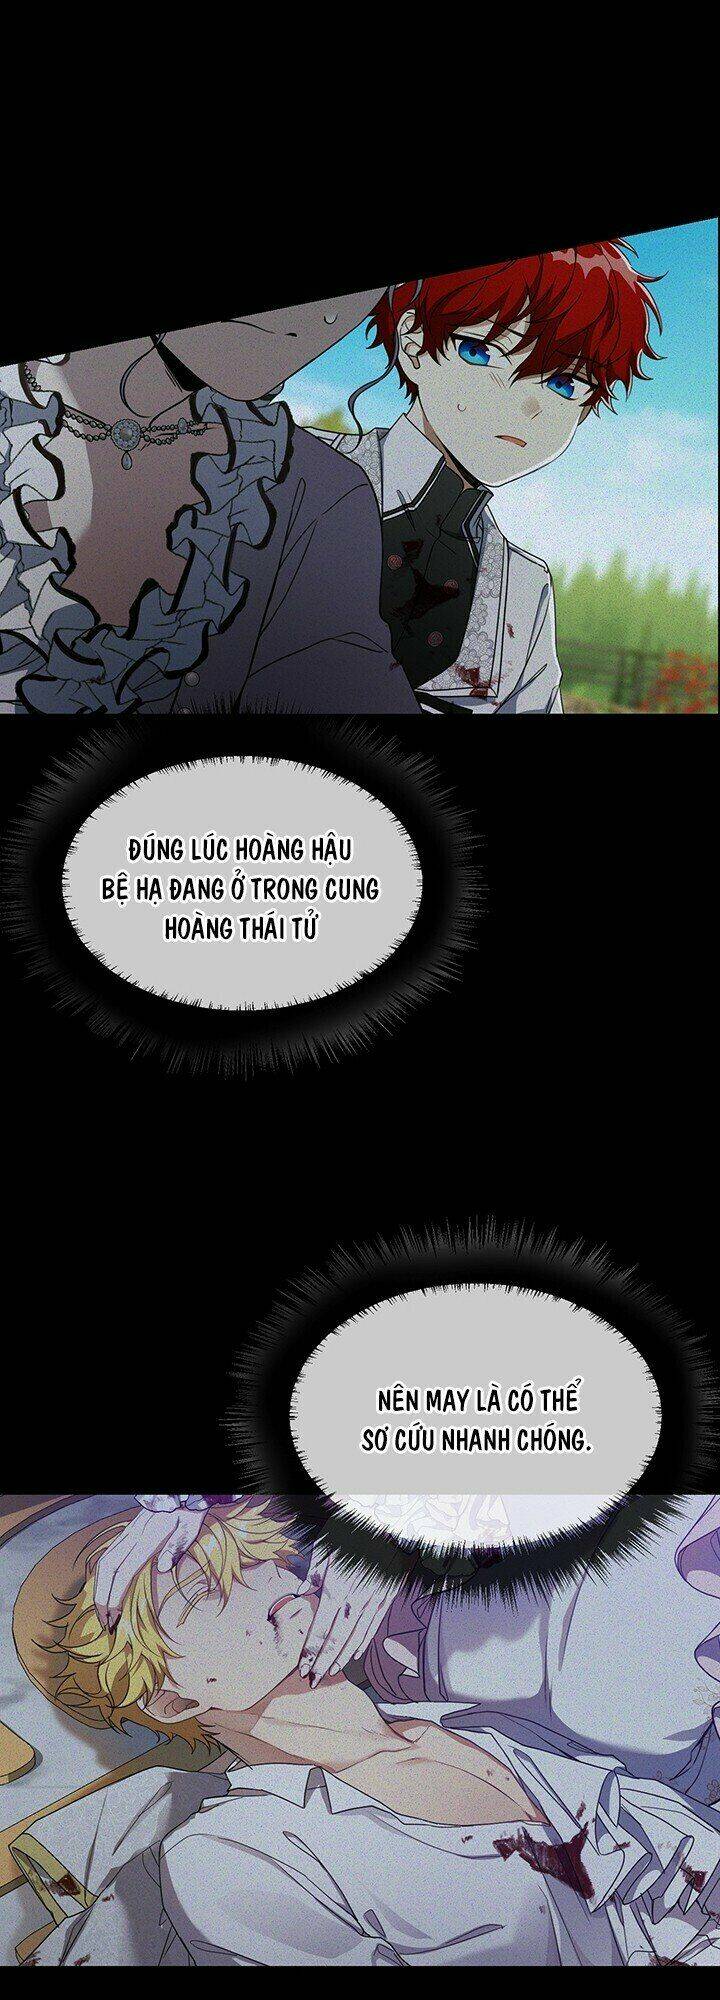 ĐÚNG LÚC HOÀNG HẬU
BỆ HẠ ĐANG Ở TRONG CUNG
HOÀNG THÁI TỬ
NÊN MAY LÀ CÓ THỂ
SƠ CỨU NHANH CHÓNG.